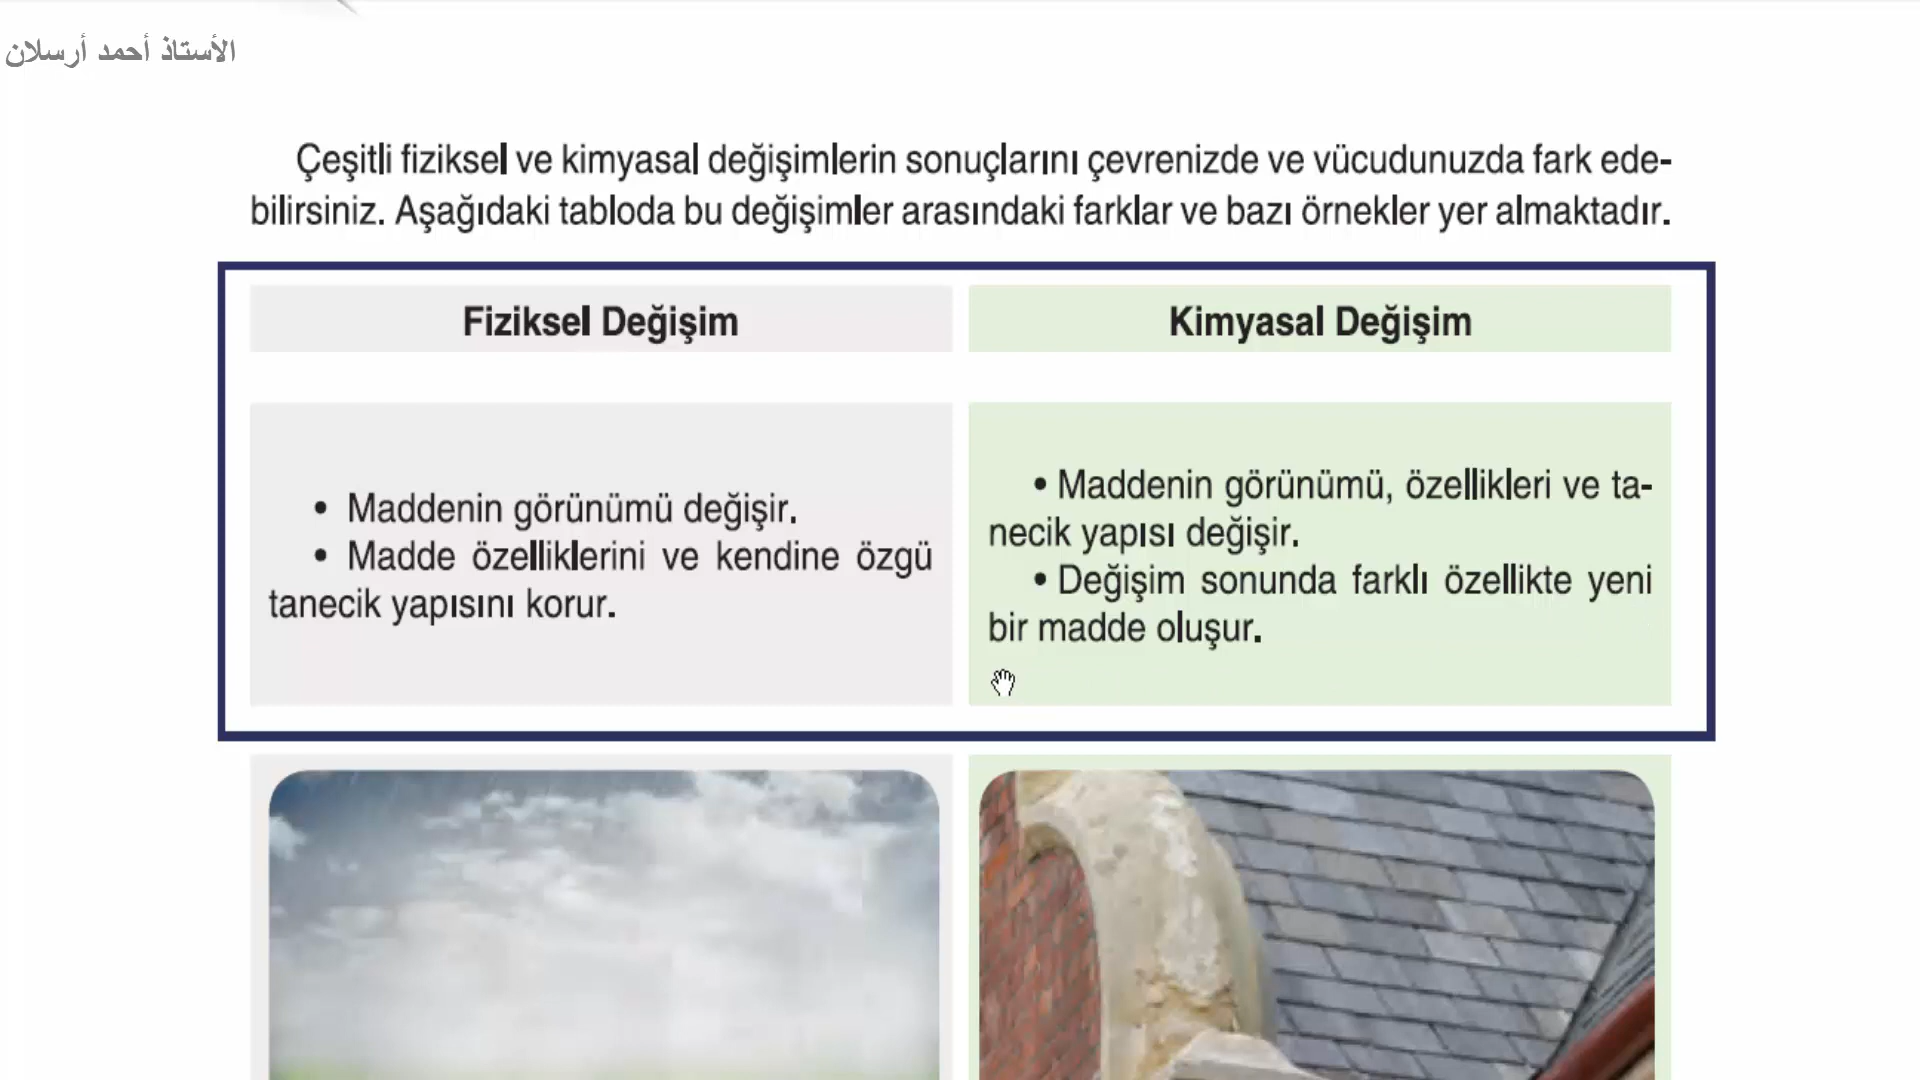 الأستاذ أحمد أرسلان
Çeşitli fiziksel ve kimyasal değişimlerin sonuçlarını çevrenizde ve vücudunuzda fark ede-
bilirsiniz. Aşağıdaki tabloda bu değişimler arasındaki farklar ve bazı örnekler yer almaktadır.
Fiziksel Değişim
Kimyasal Değişim
• Maddenin görünümü değişir.
• Madde özelliklerini ve kendine özgü
tanecik yapısını korur.
• Maddenin görünümü, özellikleri ve ta-
necik yapısı değişir.
• Değişim sonunda farklı özellikte yeni
bir madde oluşur.